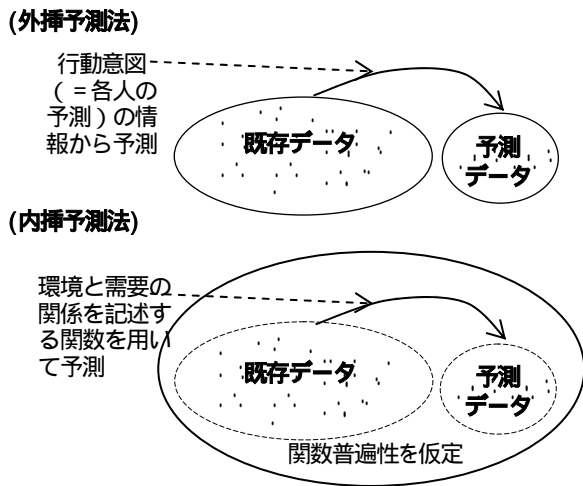 (外挿予測法)
行動意図
(=各人の
予測)の情
報から予測
既存データ
予測
データ
(内挿予測法)
環境と需要の
関係を記述す
る関数を用い
て予測
既存データ
予測
データ
関数普遍性を仮定